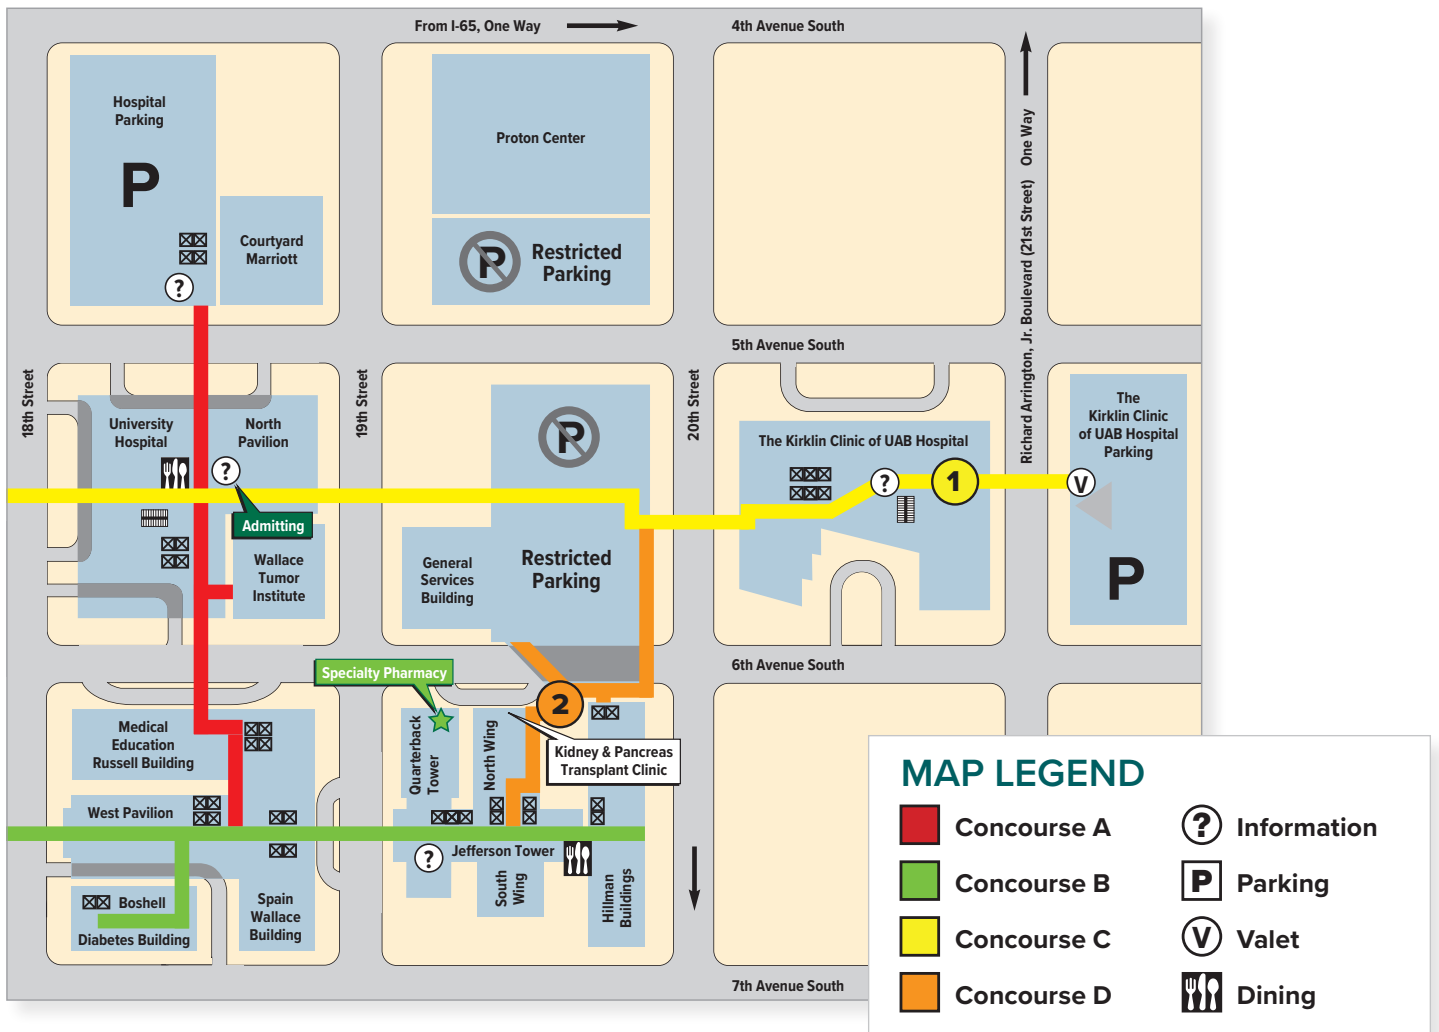 From I-65, One Way
4th Avenue South
Hospital
Parking
P
?
Courtyard
Marriott
Proton Center
P
Restricted
Parking
Richard Arrington, Jr. Boulevard (21st Street) One Way
5th Avenue South
18th Street
19th Street
20th Street
University
Hospital
North
Pavilion
?
Admitting
Wallace
Tumor
Institute
P
General
Services
Building
Restricted
Parking
The Kirklin Clinic of UAB Hospital
?
1
The
Kirklin Clinic
of UAB Hospital
Parking
V
P
6th Avenue South
Specialty Pharmacy
2
Medical
Education
Russell Building
Quarterback
Tower
North Wing
Kidney & Pancreas
Transplant Clinic
West Pavilion
?
Jefferson Tower
South
Wing
Hillman
Buildings
Boshell
Diabetes Building
Spain
Wallace
Building
7th Avenue South
MAP LEGEND
Concourse A
Concourse B
Concourse C
Concourse D
? Information
P Parking
V Valet
Dining